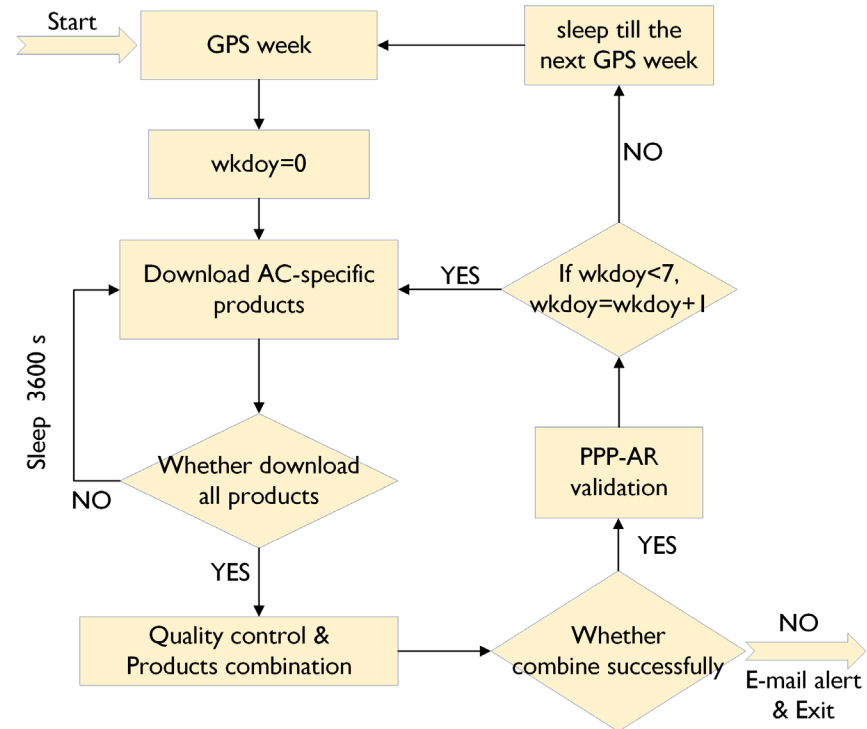 Start
GPS week
sleep till the
next GPS week
wkdoy=0
NO
Download AC-specific
products
YES
If wkdoy<7,
wkdoy=wkdoy+1
Sleep 3600 s
Whether download
all products
NO
PPP-AR
validation
YES
YES
Quality control &
Products combination
Whether
combine successfully
NO
E-mail alert
& Exit